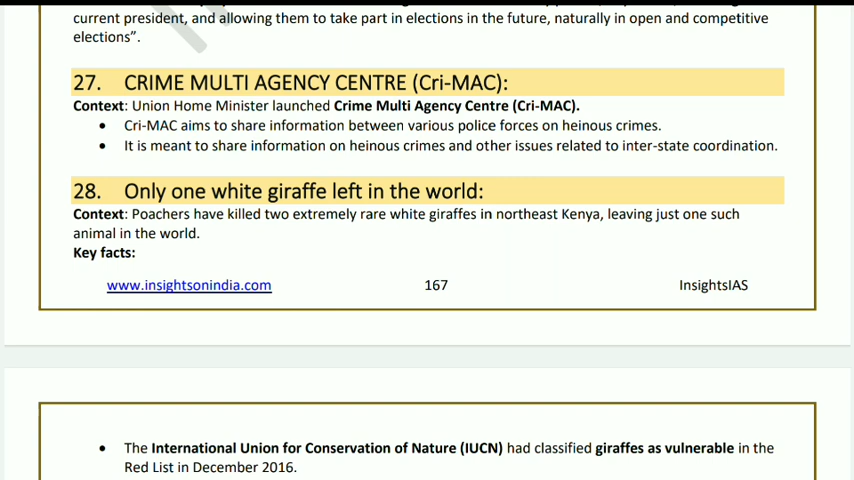 current president, and allowing them to take part in elections in the future, naturally in open and competitive
elections”.
27. CRIME MULTI AGENCY CENTRE (Cri-MAC):
Context: Union Home Minister launched Crime Multi Agency Centre (Cri-MAC).
• Cri-MAC aims to share information between various police forces on heinous crimes.
• It is meant to share information on heinous crimes and other issues related to inter-state coordination.
28. Only one white giraffe left in the world:
Context: Poachers have killed two extremely rare white giraffes in northeast Kenya, leaving just one such
animal in the world.
Key facts:
www.insightsonindia.com 167 InsightsIAS
• The International Union for Conservation of Nature (IUCN) had classified giraffes as vulnerable in the
Red List in December 2016.